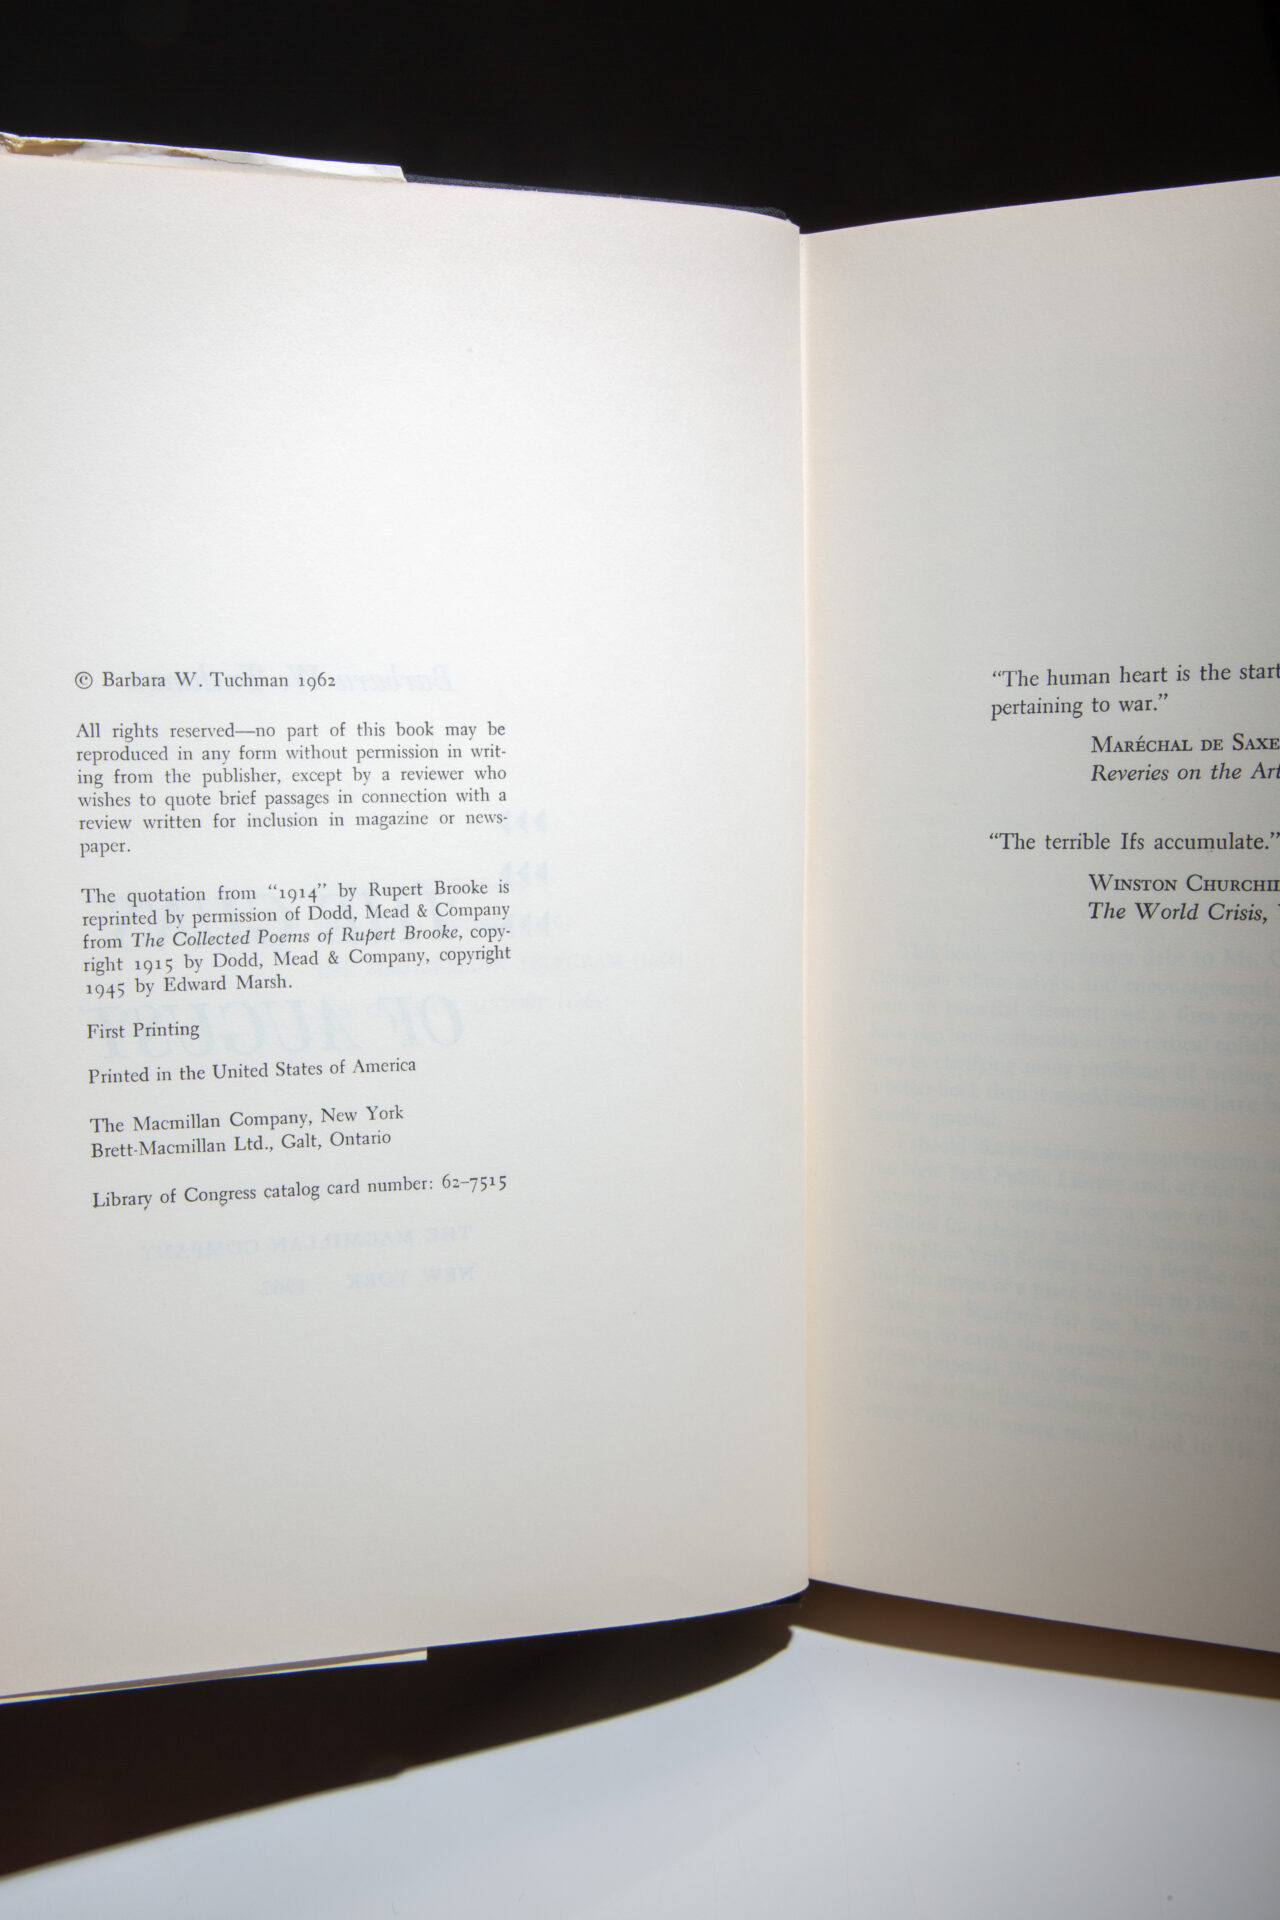 © Barbara W. Tuchman 1962
All rights reserved—no part of this book may be
reproduced in any form without permission in writ-
ing from the publisher, except by a reviewer who
wishes to quote brief passages in connection with a
review written for inclusion in magazine or news-
paper.
The quotation from “1914” by Rupert Brooke is
reprinted by permission of Dodd, Mead & Company
from The Collected Poems of Rupert Brooke, copy-
right 1915 by Dodd, Mead & Company, copyright
1945 by Edward Marsh.
First Printing
Printed in the United States of America
The Macmillan Company, New York
Brett-Macmillan Ltd., Galt, Ontario
Library of Congress catalog card number: 62–7515
“The human heart is the start
pertaining to war.”
Maréchal de Saxe
Reveries on the Art
“The terrible Ifs accumulate.”
Winston Churchil
The World Crisis,